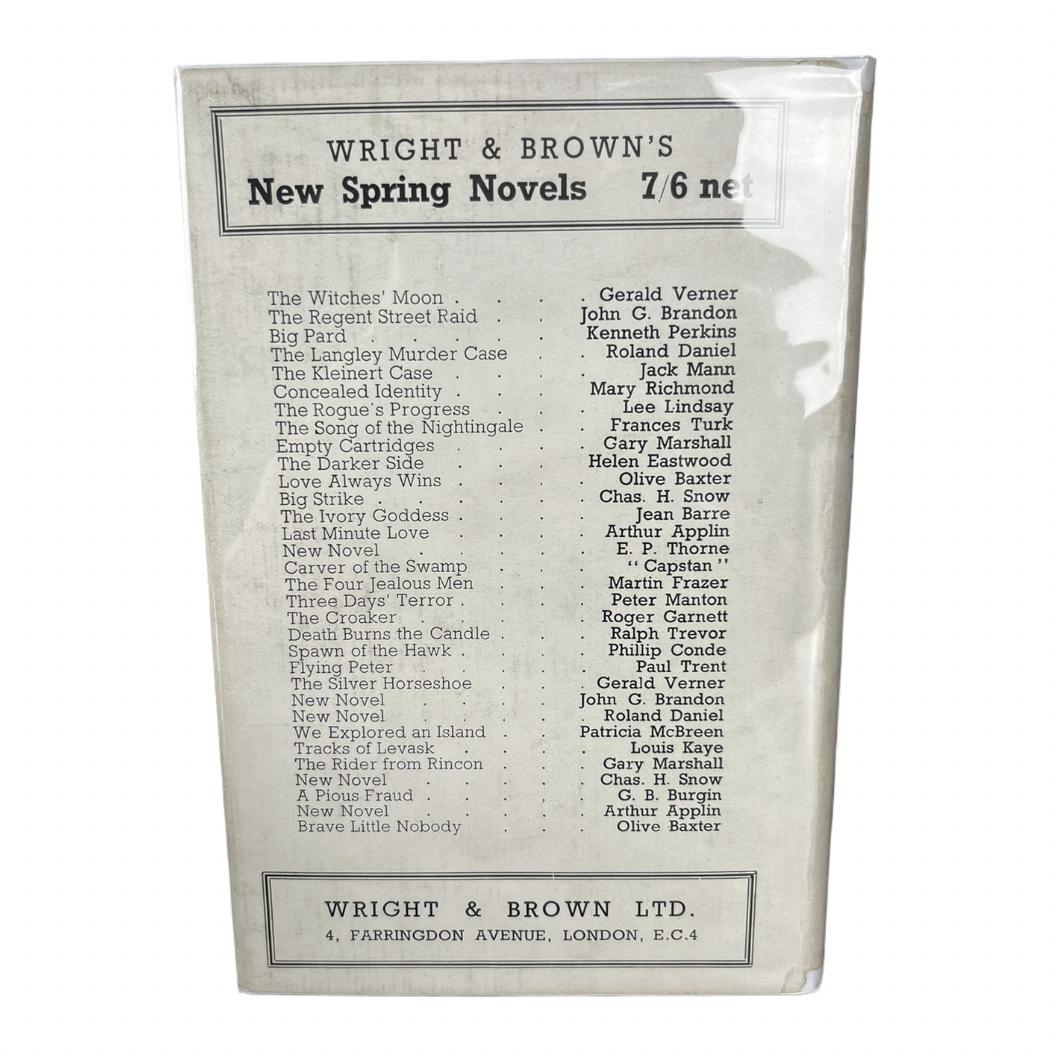 WRIGHT & BROWN'S
New Spring Novels 7/6 net
The Witches' Moon . . . . Gerald Verner
The Regent Street Raid . . John G. Brandon
Big Pard . . . . . Kenneth Perkins
The Langley Murder Case . . Roland Daniel
The Kleinert Case . . . . Jack Mann
Concealed Identity . . . Mary Richmond
The Rogue's Progress . . . Lee Lindsay
The Song of the Nightingale . . Frances Turk
Empty Cartridges . . . . Gary Marshall
The Darker Side . . . Helen Eastwood
Love Always Wins . . . . Olive Baxter
Big Strike . . . . . Chas. H. Snow
The Ivory Goddess . . . . Jean Barre
Last Minute Love . . . . Arthur Applin
New Novel . . . . E. P. Thorne
Carver of the Swamp . . . "Capstan"
The Four Jealous Men . . . Martin Frazer
Three Days' Terror . . . . Peter Manton
The Croaker . . . . Roger Garnett
Death Burns the Candle . . . Ralph Trevor
Spawn of the Hawk . . . . Phillip Conde
Flying Peter . . . . . Paul Trent
The Silver Horseshoe . . . Gerald Verner
New Novel . . . . John G. Brandon
New Novel . . . . . Roland Daniel
We Explored an Island . . . Patricia McBreen
Tracks of Levask . . . . Louis Kaye
The Rider from Rincon . . . Gary Marshall
New Novel . . . . . Chas. H. Snow
A Pious Fraud . . . . . G. B. Burgin
New Novel . . . . . Arthur Applin
Brave Little Nobody . . . Olive Baxter
WRIGHT & BROWN LTD.
4, FARRINGDON AVENUE, LONDON, E.C.4